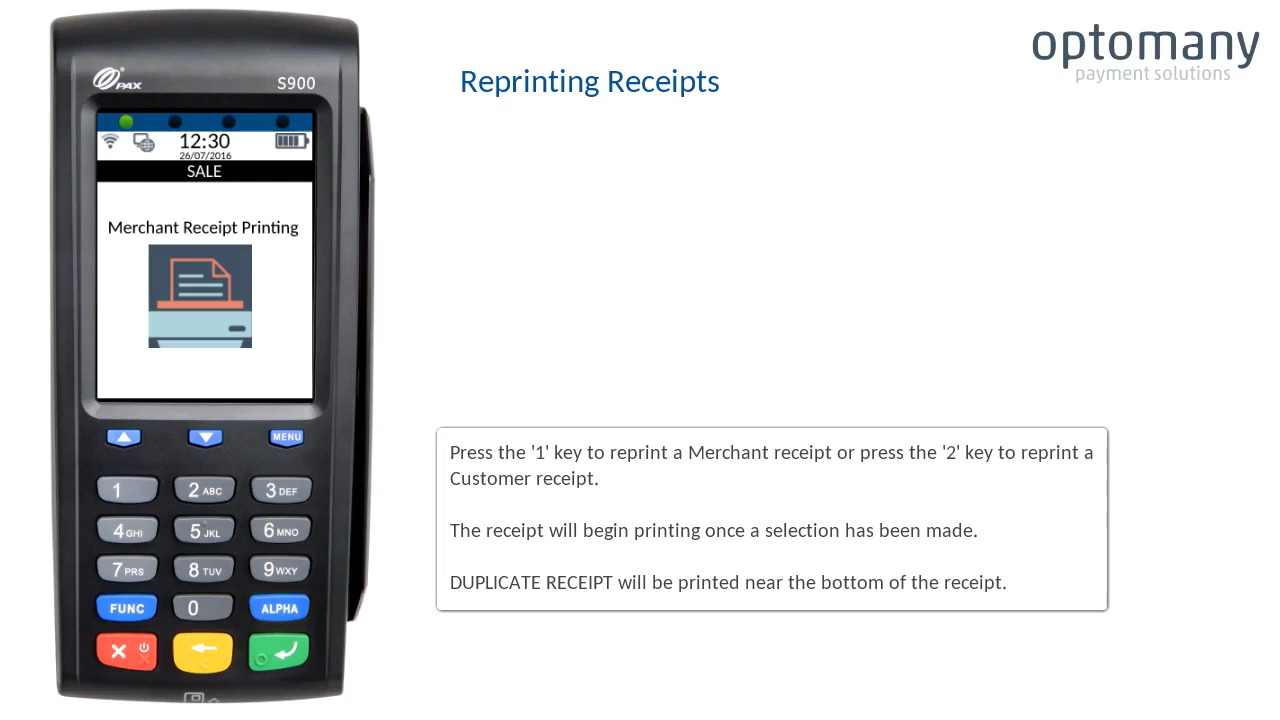 optomany
payment solutions
Reprinting Receipts
PAX
S900
12:30
26/07/2016
SALE
Merchant Receipt Printing
Press the '1' key to reprint a Merchant receipt or press the '2' key to reprint a
Customer receipt.
The receipt will begin printing once a selection has been made.
DUPLICATE RECEIPT will be printed near the bottom of the receipt.
MENU
1 2 ABC 3 DEF
4 GHI 5 JKL 6 MNO
7 PRS 8 TUV 9 WXY
FUNC 0 ALPHA